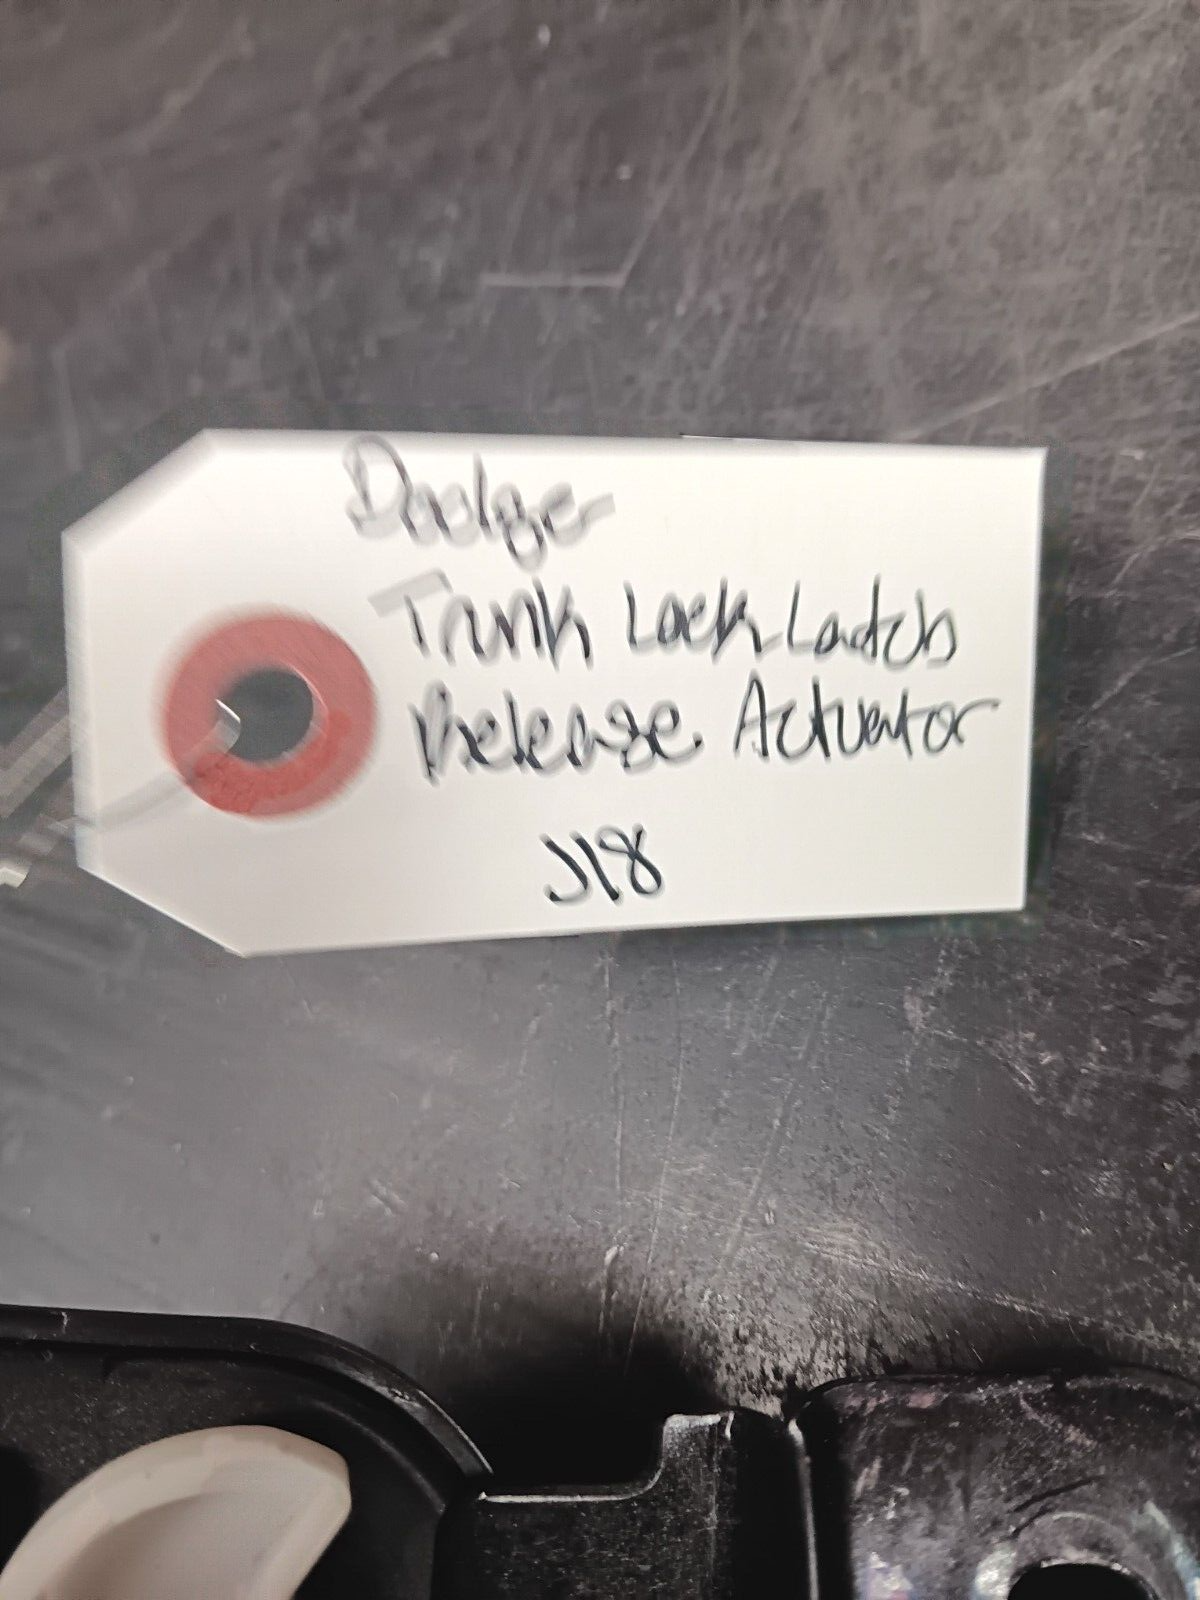 Dodge
Trunk Lock Latch
Release Actuator
J18